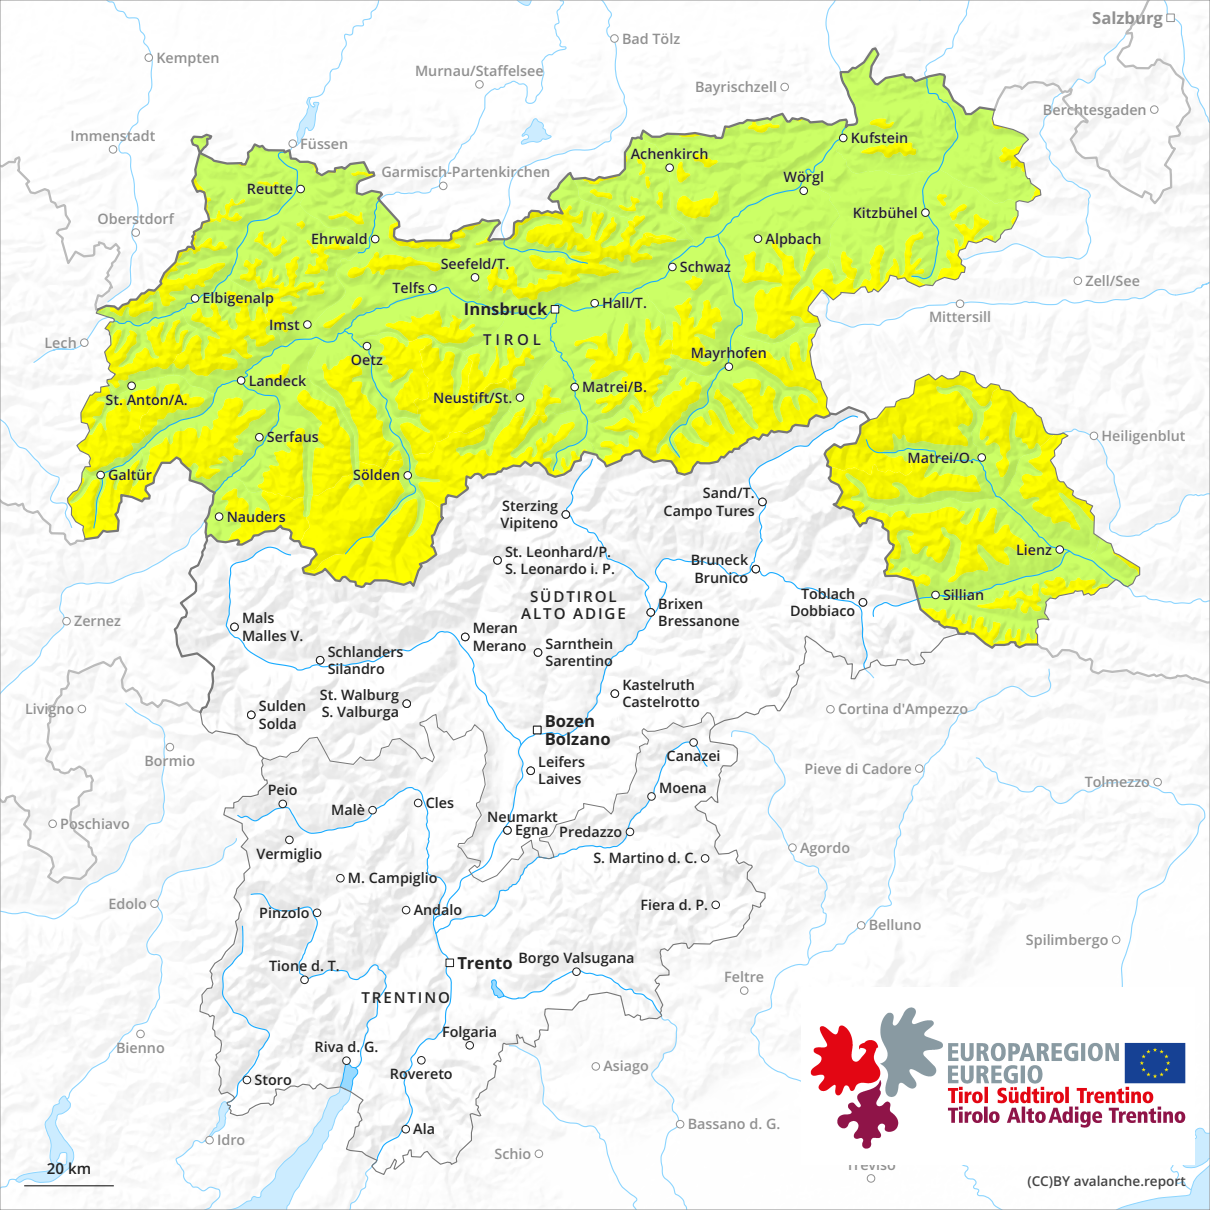 Salzburg
Bad Tölz
Kempten
Murnau/Staffelsee
Bayrischzell
Berchtesgaden
Immenstadt
Füssen
Kufstein
Achenkirch
Garmisch-Partenkirchen
Wörgl
Reutte
Oberstdorf
Kitzbühel
Ehrwald
Alpbach
Seefeld/T.
Schwaz
Zell/See
Telfs
Elbigenalp
Hall/T.
Innsbruck
Mittersill
Imst
TIROL
Lech
Oetz
Mayrhofen
Landeck
Matrei/B.
St. Anton/A.
Neustift/St.
Serfaus
Heiligenblut
Matrei/O.
Galtür
Sölden
Sand/T.
Campo Tures
Sterzing
Vipiteno
Nauders
St. Leonhard/P.
S. Leonardo i. P.
Lienz
Bruneck
Brunico
SÜDTIROL
ALTO ADIGE
Toblach
Dobbiaco
Sillian
Brixen
Bressanone
Zernez
Mals
Malles V.
Meran
Merano
Sarnthein
Sarentino
Schlanders
Silandro
Kastelruth
Castelrotto
St. Walburg
S. Valburga
Livigno
Sulden
Solda
Cortina d'Ampezzo
Bozen
Bolzano
Bormio
Canazei
Leifers
Laives
Pieve di Cadore
Tolmezzo
Peio
Moena
Malè
Cles
Neumarkt
Egna
Predazzo
Poschiavo
Vermiglio
Agordo
S. Martino d. C.
M. Campiglio
Edolo
Pinzolo
Andalo
Fiera d. P.
Belluno
Spilimbergo
Trento
Borgo Valsugana
Tione d. T.
Feltre
TRENTINO
Folgaria
Bienno
Riva d. G.
Rovereto
Asiago
Storo
EUROPAREGION
EUREGIO
Tirol Südtirol Trentino
Tirolo Alto Adige Trentino
Ala
Bassano d. G.
Idro
Schio
Treviso
20 km
(CC)BY avalanche.report